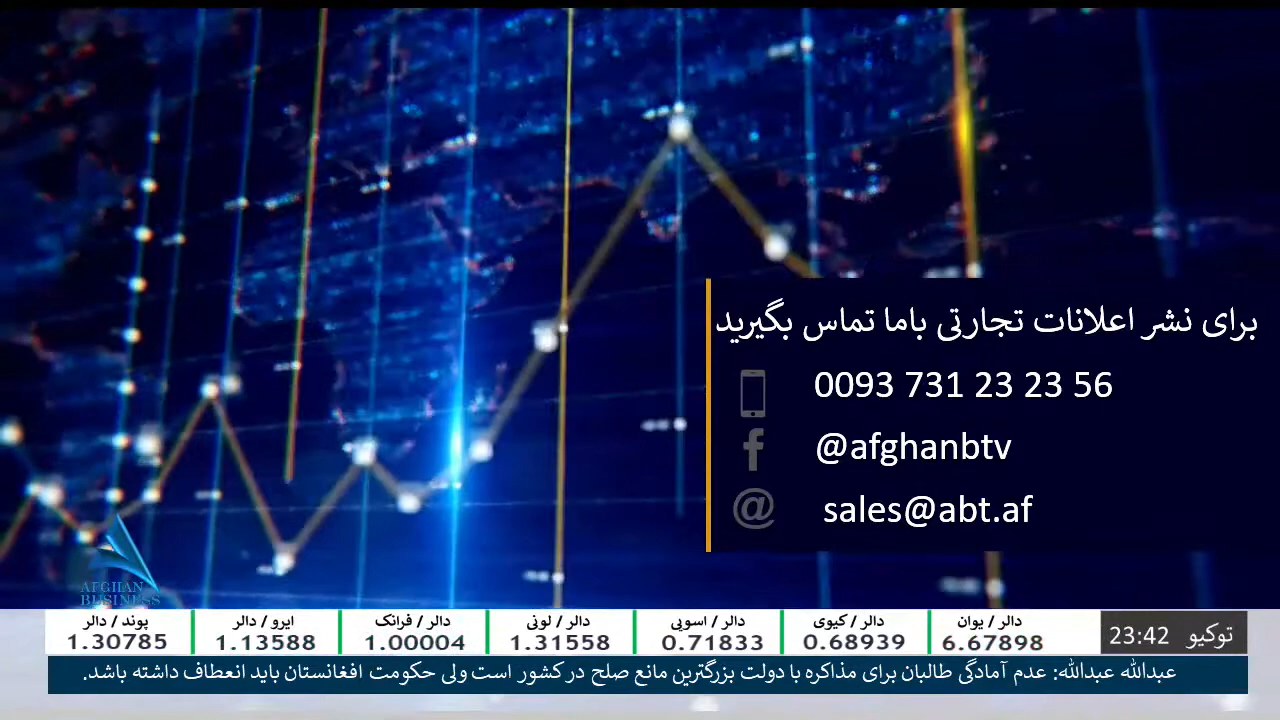 برای نشر اعلانات تجارتی باما تماس بگیرید
0093 731 23 23 56
@afghanbtv
@ sales@abt.af
AFGHAN
BUSINESS
توکیو 23:42
دالر / یوان
6.67898
دالر / کیوی
0.68939
دالر / اسویی
0.71833
دالر / لونی
1.31558
دالر / فرانک
1.00004
ایرو / دالر
1.13588
پوند / دالر
1.30785
عبدالله عبدالله: عدم آمادگی طالبان برای مذاکره با دولت بزرگترین مانع صلح در کشور است ولی حکومت افغانستان باید انعطاف داشته باشد.